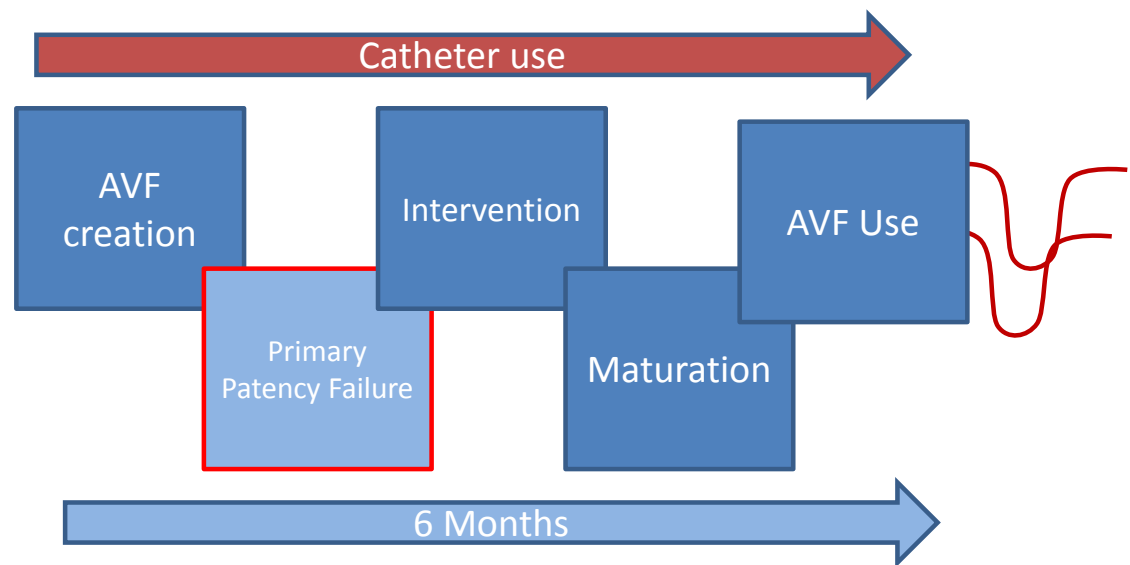 Catheter use
AVF
creation
Primary
Patency Failure
Intervention
Maturation
AVF Use
6 Months